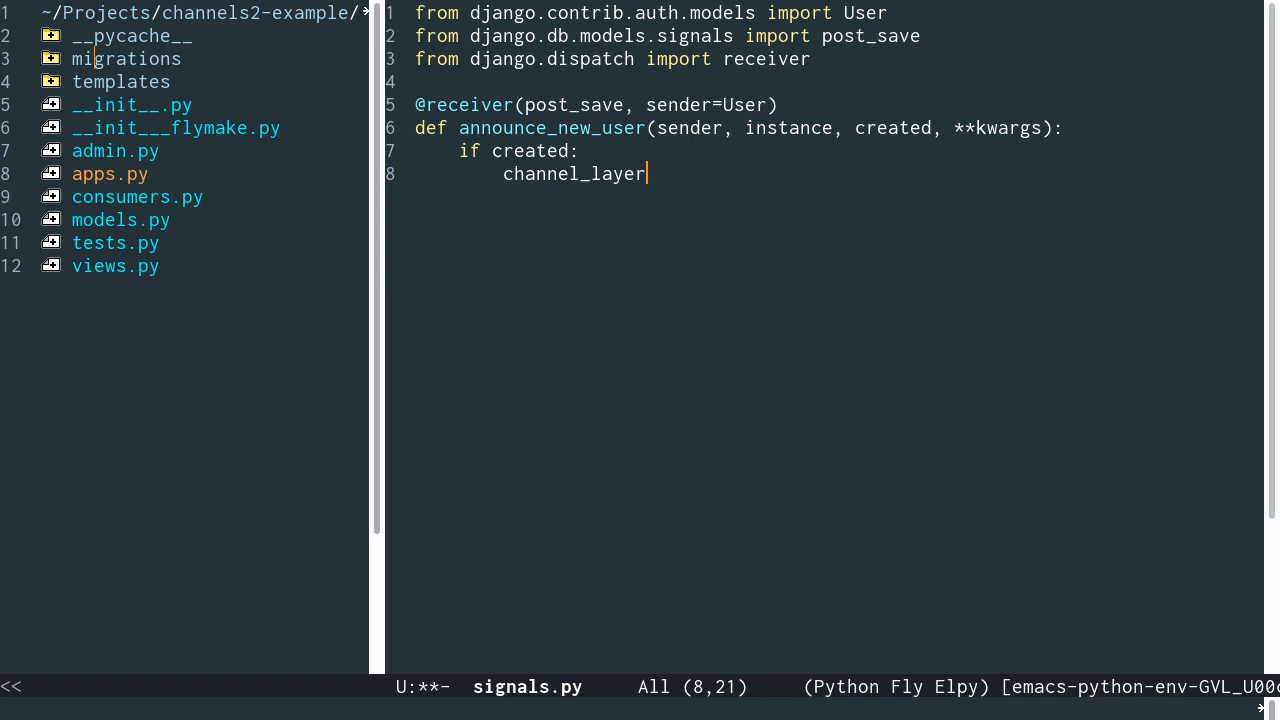 1 ~/Projects/channels2-example/
2 __pycache__
3 migrations
4 templates
5 __init__.py
6 __init___flymake.py
7 admin.py
8 apps.py
9 consumers.py
10 models.py
11 tests.py
12 views.py
1 from django.contrib.auth.models import User
2 from django.db.models.signals import post_save
3 from django.dispatch import receiver
4
5 @receiver(post_save, sender=User)
6 def announce_new_user(sender, instance, created, **kwargs):
7     if created:
8         channel_layer
<< U:**-  signals.py     All (8,21)     (Python Fly Elpy) [emacs-python-env-GVL_U00